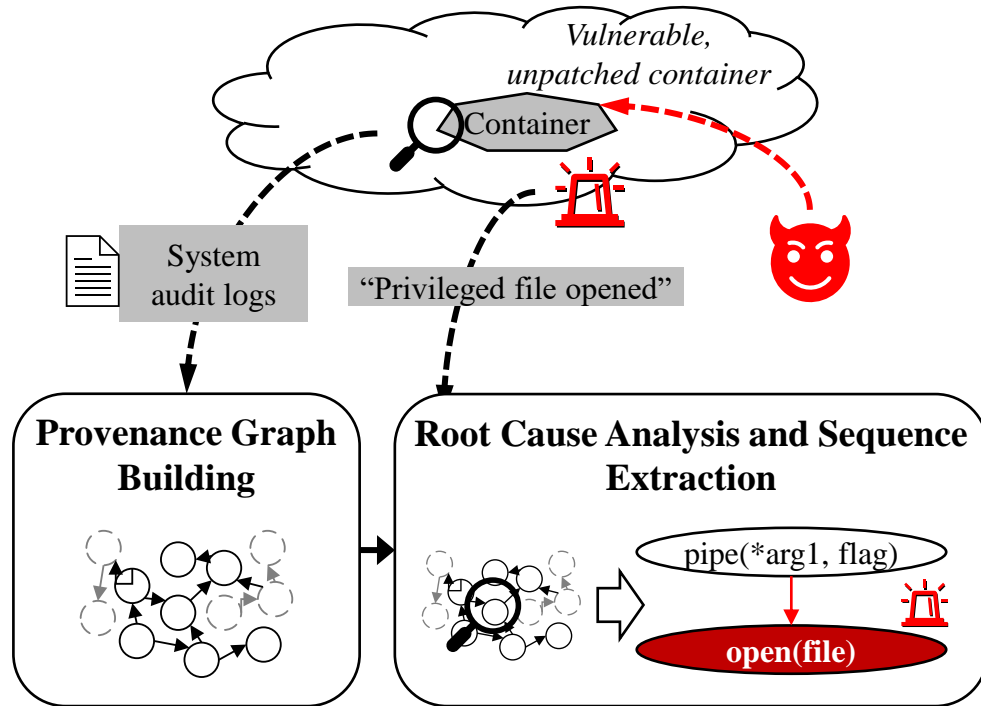 Vulnerable,
unpatched container
Container
System
audit logs
“Privileged file opened”
Provenance Graph
Building
Root Cause Analysis and Sequence
Extraction
pipe(*arg1, flag)
open(file)